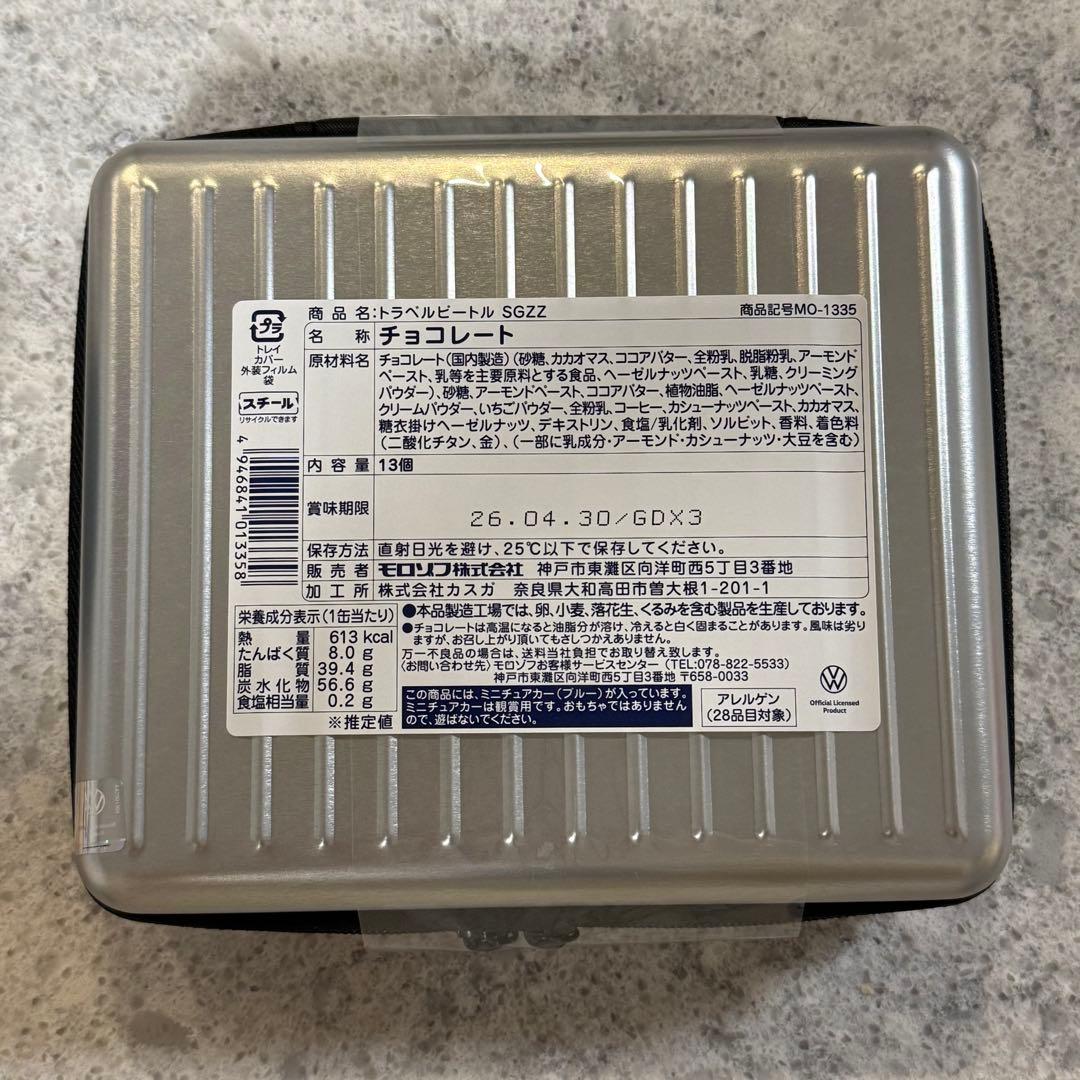 商品名:トラベルビートル SGZZ 商品記号MO-1335
プラ
トレイ
カバー
外装フィルム
袋
スチール
リサイクルできます
4 946841 013358
名称 チョコレート
原材料名 チョコレート(国内製造)(砂糖、カカオマス、ココアバター、全粉乳、脱脂粉乳、アーモンド
ペースト、乳等を主要原料とする食品、ヘーゼルナッツペースト、乳糖、クリーミング
パウダー)、砂糖、アーモンドペースト、ココアバター、植物油脂、ヘーゼルナッツペースト、
クリームパウダー、いちごパウダー、全粉乳、コーヒー、カシューナッツペースト、カカオマス、
糖衣掛けヘーゼルナッツ、デキストリン、食塩/乳化剤、ソルビット、香料、着色料
(二酸化チタン、金)、(一部に乳成分・アーモンド・カシューナッツ・大豆を含む)
内容量 13個
賞味期限 26.04.30/GDX3
保存方法 直射日光を避け、25℃以下で保存してください。
販売者 モロゾフ株式会社 神戸市東灘区向洋町西5丁目3番地
加工所 株式会社カスガ 奈良県大和高田市曽大根1-201-1
栄養成分表示(1缶当たり)
熱量 613 kcal
たんぱく質 8.0 g
脂質 39.4 g
炭水化物 56.6 g
食塩相当量 0.2 g
※推定値
●本品製造工場では、卵、小麦、落花生、くるみを含む製品を生産しております。
●チョコレートは高温になると油脂分が溶け、冷えると白く固まることがあります。風味は劣り
ますが、お召し上がり頂いてもさしつかえありません。
万一不良品の場合は、送料当社負担でお取り替え致します。
〈お問い合わせ先〉モロゾフお客様サービスセンター(TEL:078-822-5533)
神戸市東灘区向洋町西5丁目3番地 〒658-0033
この商品には、ミニチュアカー(ブルー)が入っています。
ミニチュアカーは観賞用です。おもちゃではありません
ので、遊ばないでください。
アレルゲン
(28品目対象)
Official Licensed
Product